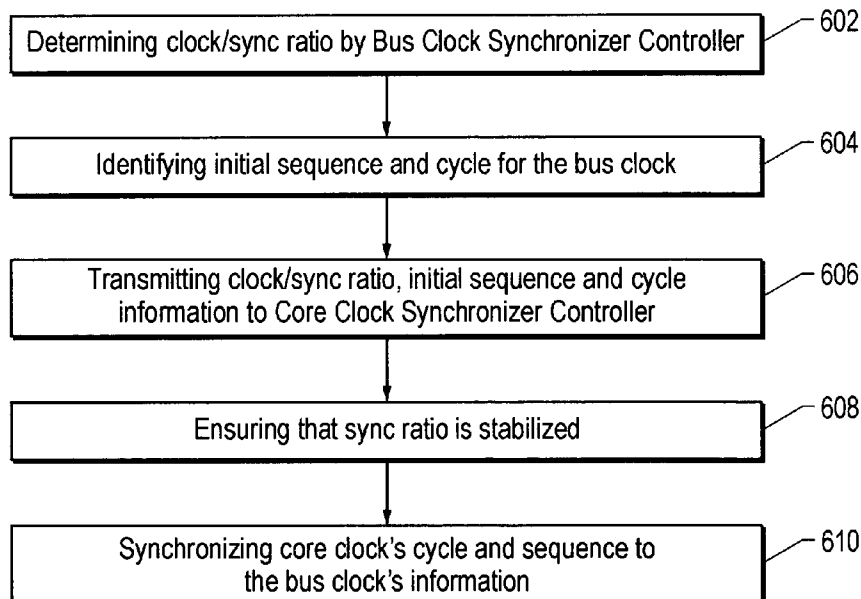 Determining clock/sync ratio by Bus Clock Synchronizer Controller
602
Identifying initial sequence and cycle for the bus clock
604
Transmitting clock/sync ratio, initial sequence and cycle
information to Core Clock Synchronizer Controller
606
Ensuring that sync ratio is stabilized
608
Synchronizing core clock's cycle and sequence to
the bus clock's information
610